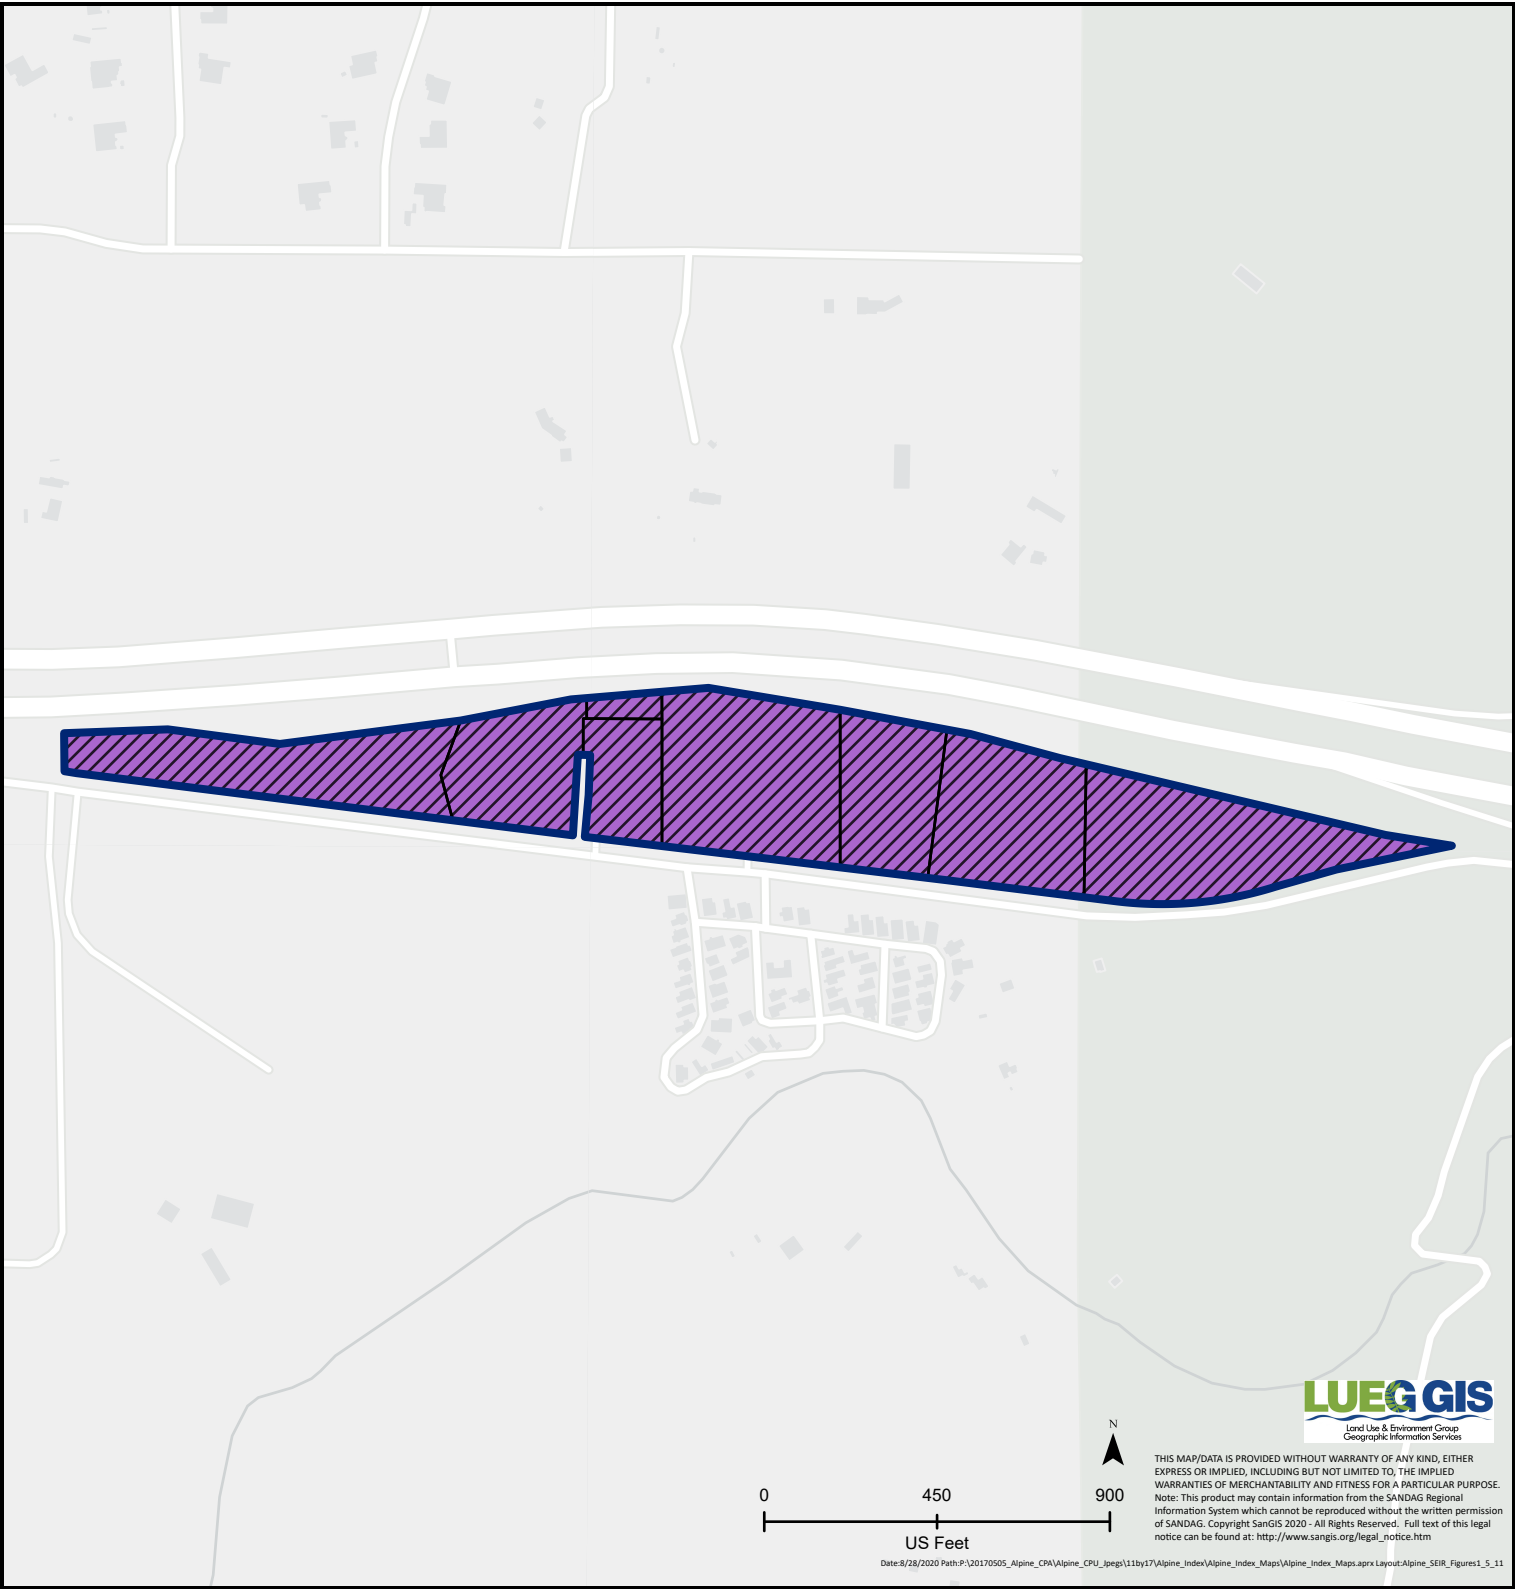 LUEG GIS
Land Use & Environment Group
Geographic Information Services
N
THIS MAP/DATA IS PROVIDED WITHOUT WARRANTY OF ANY KIND, EITHER
EXPRESS OR IMPLIED, INCLUDING BUT NOT LIMITED TO, THE IMPLIED
WARRANTIES OF MERCHANTABILITY AND FITNESS FOR A PARTICULAR PURPOSE.
Note: This product may contain information from the SANDAG Regional
Information System which cannot be reproduced without the written permission
of SANDAG. Copyright SanGIS 2020 - All Rights Reserved. Full text of this legal
notice can be found at: http://www.sangis.org/legal_notice.htm
0 450 900
US Feet
Date:8/28/2020 Path:P:\20170505_Alpine_CPA\Alpine_CPU_Jpegs\11by17\Alpine_Index\Alpine_Index_Maps\Alpine_Index_Maps.aprx Layout:Alpine_SEIR_Figures1_5_11